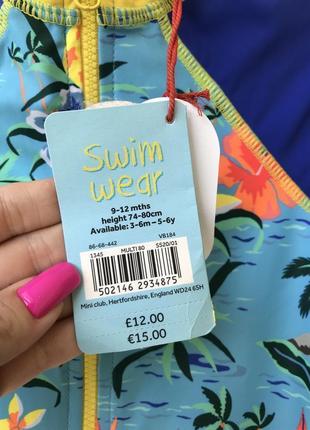 Swim
wear
9-12 mths
height 74-80cm
Available: 3-6m - 5-6y
86-68-442 VB184
1545 MULTI 80 SS20/01
502146 2934875
Mini club, Hertfordshire, England WD24 6SH
£12.00
€15.00